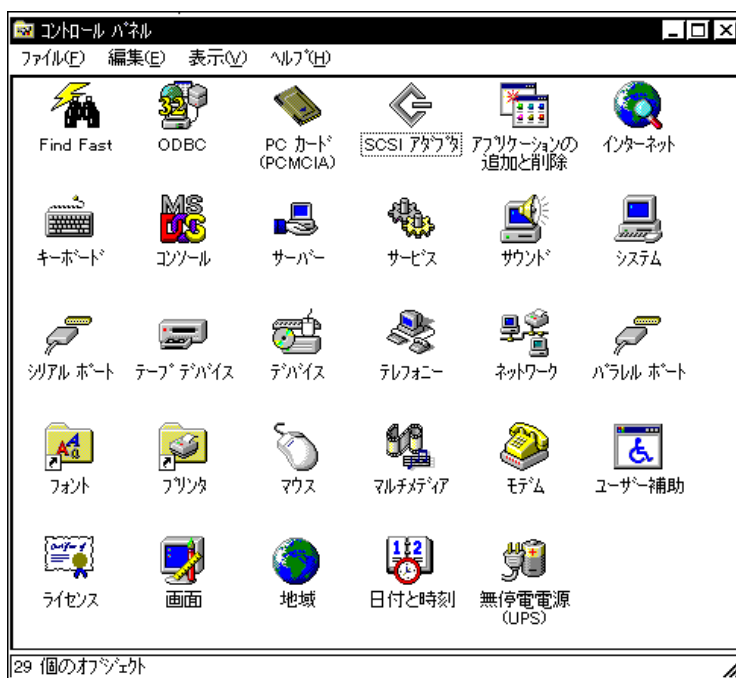 コントロール パネル
ファイル(F) 編集(E) 表示(V) ヘルプ(H)
Find Fast
ODBC
PC カード
(PCMCIA)
SCSI アダプタ
アプリケーションの
追加と削除
インターネット
キーボード
MS
DOS
コンソール
サーバー
サービス
サウンド
システム
シリアル ポート
テープ デバイス
デバイス
テレフォニー
ネットワーク
パラレル ポート
フォント
プリンタ
マウス
マルチメディア
モデム
ユーザー補助
ライセンス
画面
地域
日付と時刻
無停電電源
(UPS)
29 個のオブジェクト